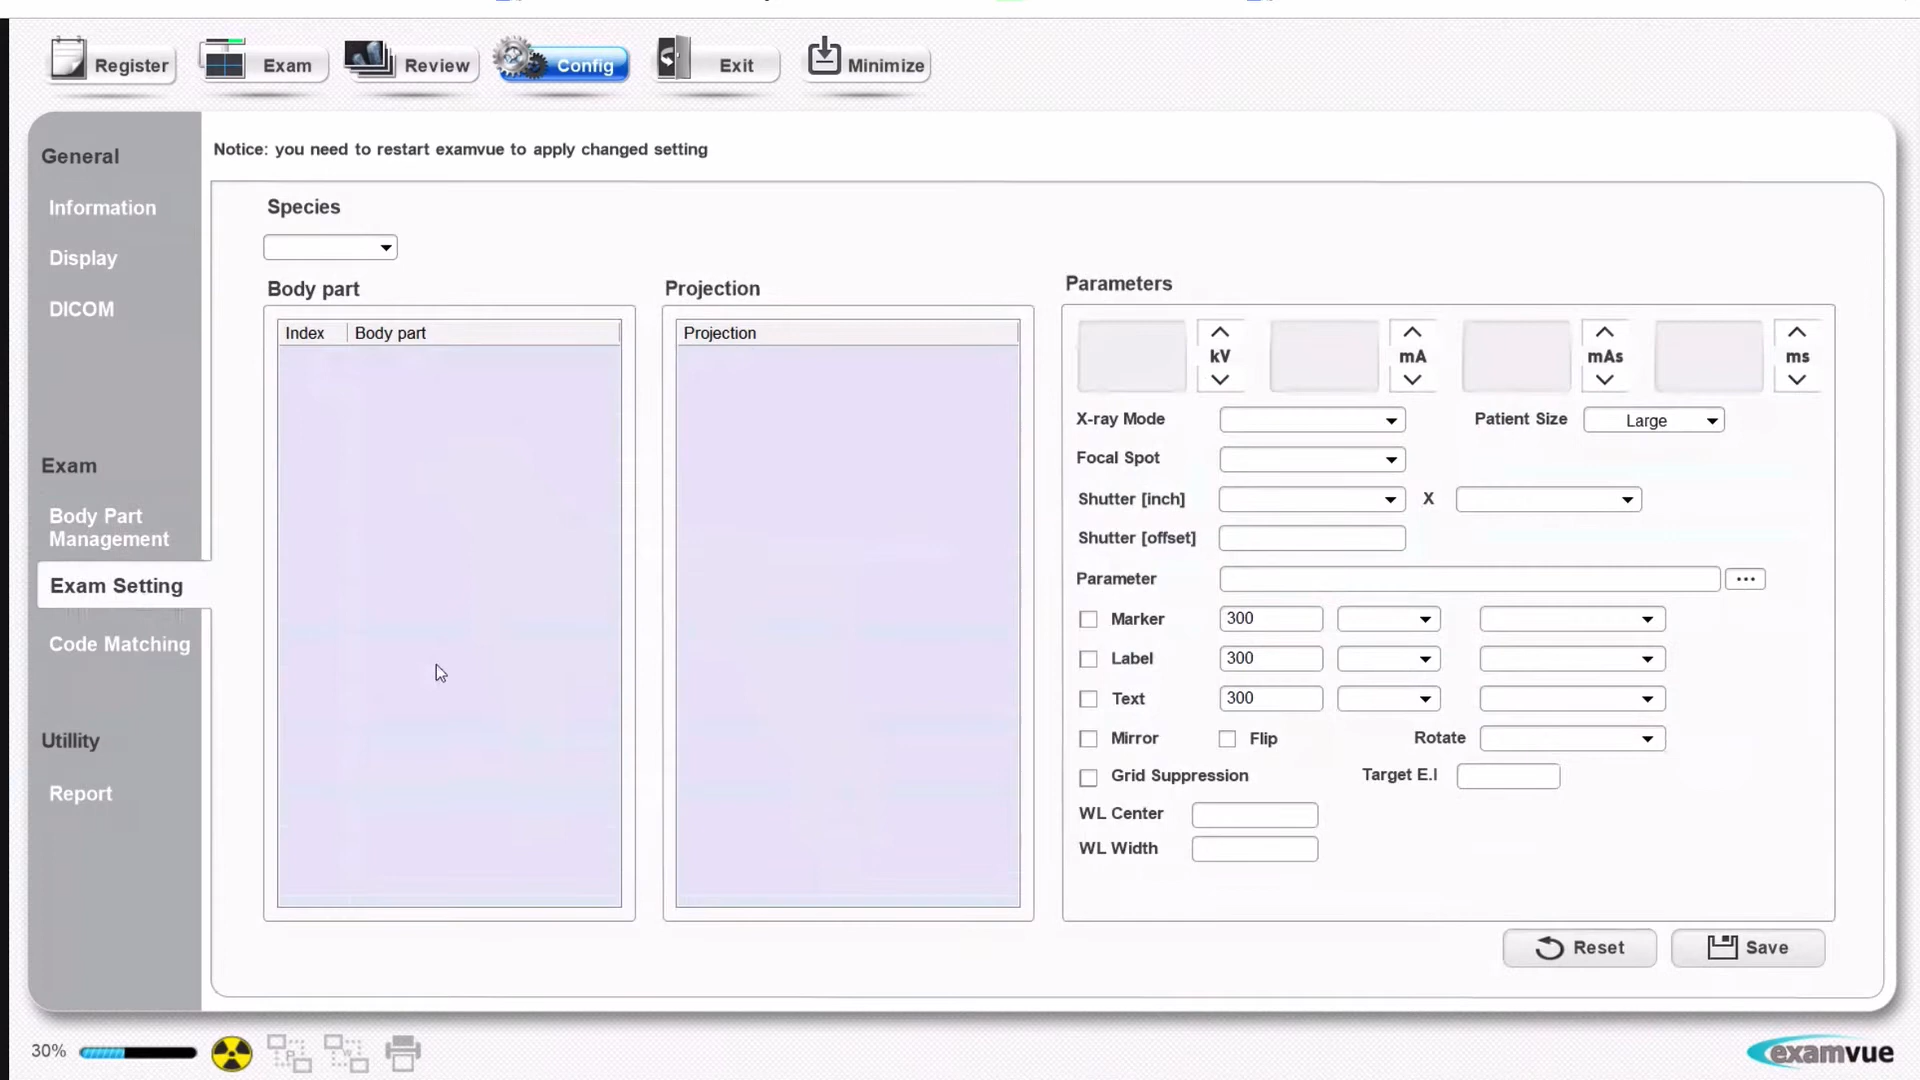 Register
Exam
Review
Config
Exit
Minimize
General
Information
Display
DICOM
Exam
Body Part
Management
Exam Setting
Code Matching
Utillity
Report
Notice: you need to restart examvue to apply changed setting
Species
Body part
Index Body part
Projection
Projection
Parameters
kV
mA
mAs
ms
X-ray Mode
Patient Size Large
Focal Spot
Shutter [inch] X
Shutter [offset]
Parameter ...
Marker 300
Label 300
Text 300
Mirror Flip Rotate
Grid Suppression Target E.I
WL Center
WL Width
Reset
Save
30%
examvue